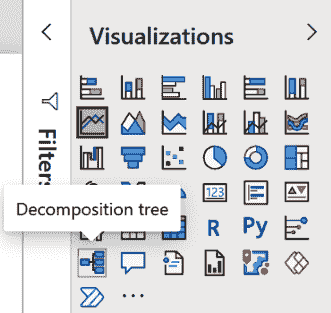 Visualizations
Filters
123
Decomposition tree
R
Py